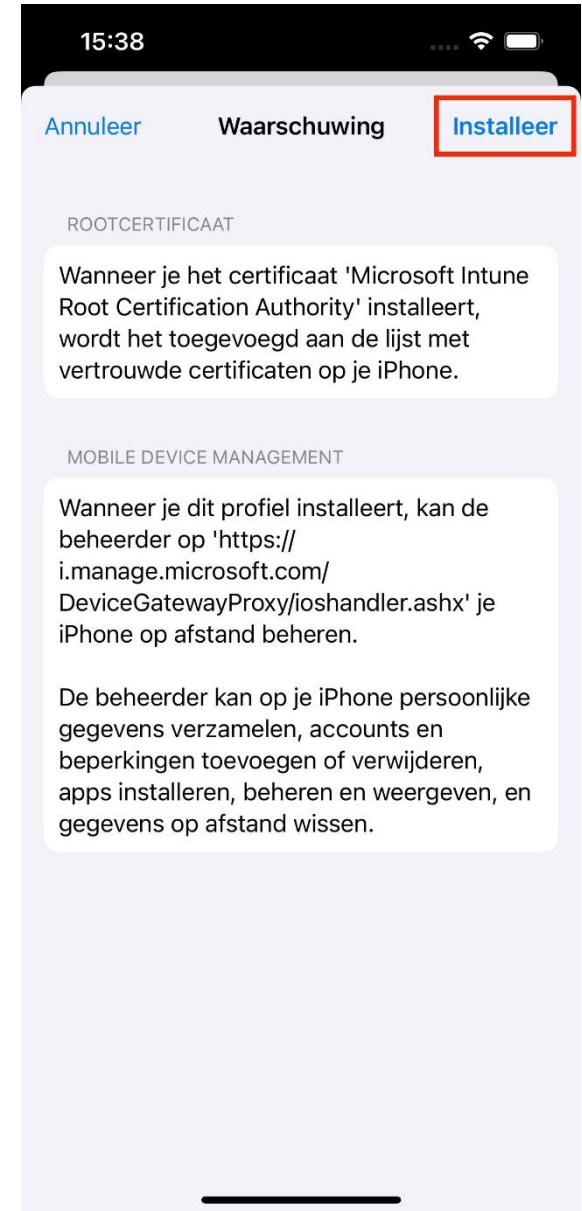 15:38
Annuleer Waarschuwing Installeer
ROOTCERTIFICAAT
Wanneer je het certificaat 'Microsoft Intune
Root Certification Authority' installeert,
wordt het toegevoegd aan de lijst met
vertrouwde certificaten op je iPhone.
MOBILE DEVICE MANAGEMENT
Wanneer je dit profiel installeert, kan de
beheerder op 'https://
i.manage.microsoft.com/
DeviceGatewayProxy/ioshandler.ashx' je
iPhone op afstand beheren.
De beheerder kan op je iPhone persoonlijke
gegevens verzamelen, accounts en
beperkingen toevoegen of verwijderen,
apps installeren, beheren en weergeven, en
gegevens op afstand wissen.